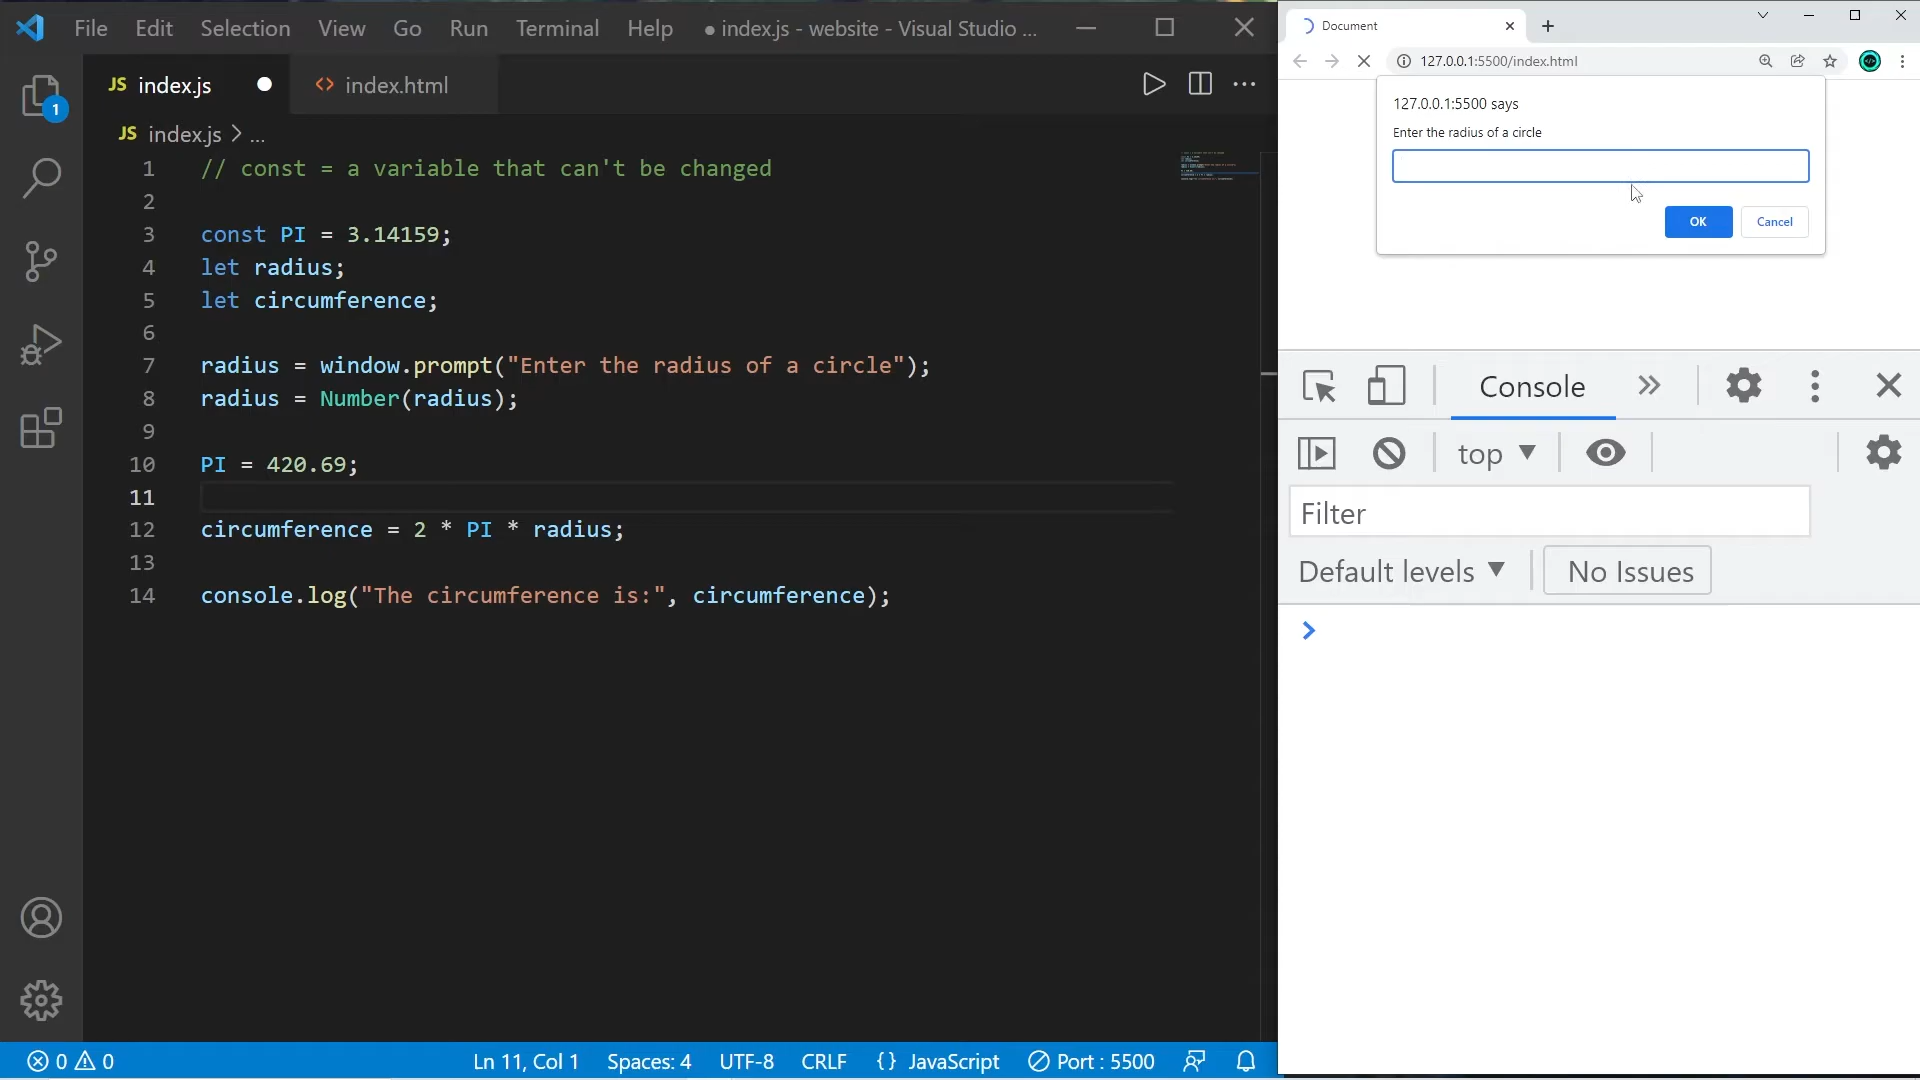 File Edit Selection View Go Run Terminal Help ● index.js - website - Visual Studio ...
JS index.js ● <> index.html
JS index.js > ...
1 // const = a variable that can't be changed
2
3 const PI = 3.14159;
4 let radius;
5 let circumference;
6
7 radius = window.prompt("Enter the radius of a circle");
8 radius = Number(radius);
9
10 PI = 420.69;
11
12 circumference = 2 * PI * radius;
13
14 console.log("The circumference is:", circumference);
1
0 0 Ln 11, Col 1 Spaces: 4 UTF-8 CRLF {} JavaScript Port : 5500
Document
127.0.0.1:5500/index.html
127.0.0.1:5500 says
Enter the radius of a circle
OK Cancel
Console
top
Filter
Default levels No Issues